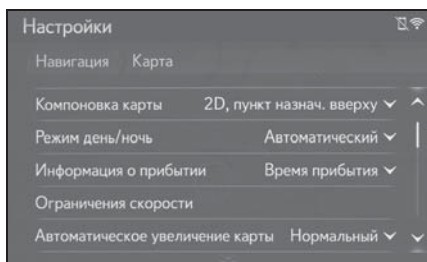 Настройки
Навигация Карта
Компоновка карты 2D, пункт назнач. вверху
Режим день/ночь Автоматический
Информация о прибытии Время прибытия
Ограничения скорости
Автоматическое увеличение карты Нормальный